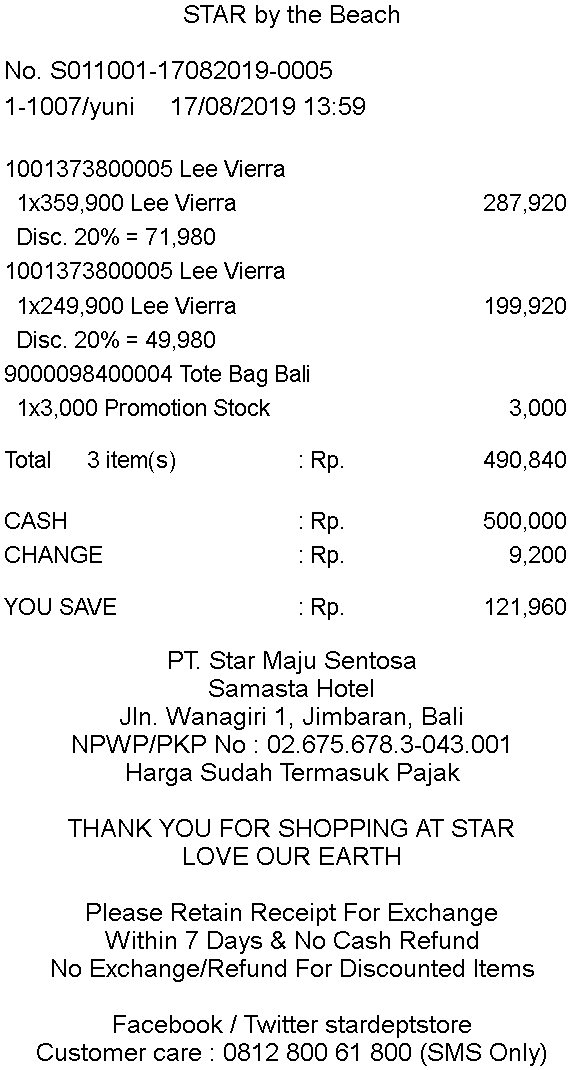 STAR by the Beach
No. S011001-17082019-0005
1-1007/yuni 17/08/2019 13:59
1001373800005 Lee Vierra
1x359,900 Lee Vierra 287,920
Disc. 20% = 71,980
1001373800005 Lee Vierra
1x249,900 Lee Vierra 199,920
Disc. 20% = 49,980
9000098400004 Tote Bag Bali
1x3,000 Promotion Stock 3,000
Total 3 item(s) : Rp. 490,840
CASH : Rp. 500,000
CHANGE : Rp. 9,200
YOU SAVE : Rp. 121,960
PT. Star Maju Sentosa
Samasta Hotel
Jln. Wanagiri 1, Jimbaran, Bali
NPWP/PKP No : 02.675.678.3-043.001
Harga Sudah Termasuk Pajak
THANK YOU FOR SHOPPING AT STAR
LOVE OUR EARTH
Please Retain Receipt For Exchange
Within 7 Days & No Cash Refund
No Exchange/Refund For Discounted Items
Facebook / Twitter stardeptstore
Customer care : 0812 800 61 800 (SMS Only)